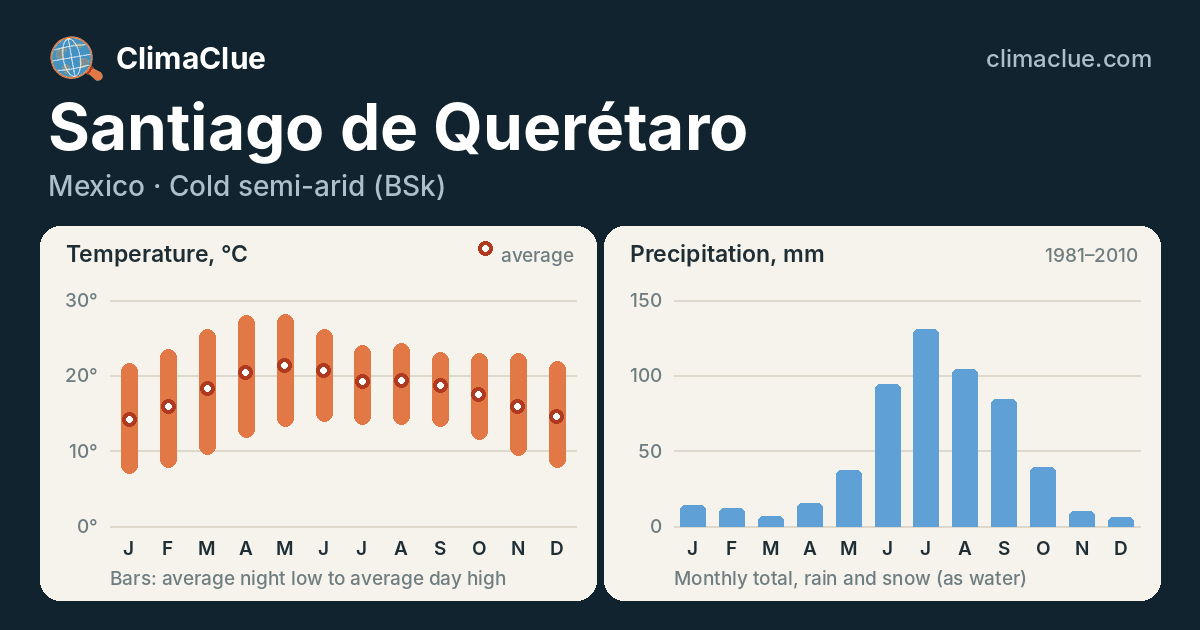 ClimaClue
climaclue.com
Santiago de Querétaro
Mexico · Cold semi-arid (BSk)
Temperature, °C
average
30°
20°
10°
0°
J F M A M J J A S O N D
Bars: average night low to average day high
Precipitation, mm
1981–2010
150
100
50
0
J F M A M J J A S O N D
Monthly total, rain and snow (as water)